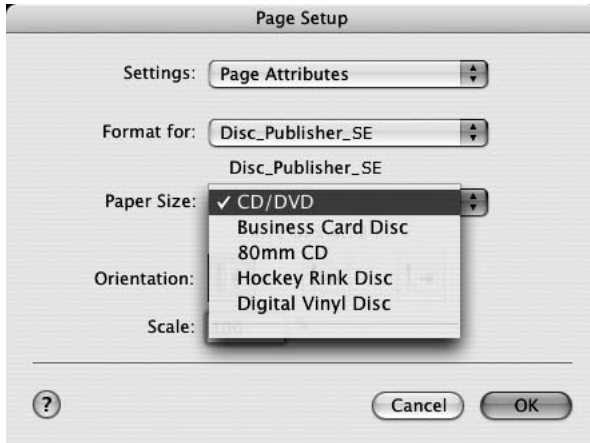 Page Setup
Settings: Page Attributes
Format for: Disc_Publisher_SE
Disc_Publisher_SE
Paper Size: ✓ CD/DVD
Business Card Disc
80mm CD
Orientation: Hockey Rink Disc
Digital Vinyl Disc
Scale: 100 %
? Cancel OK